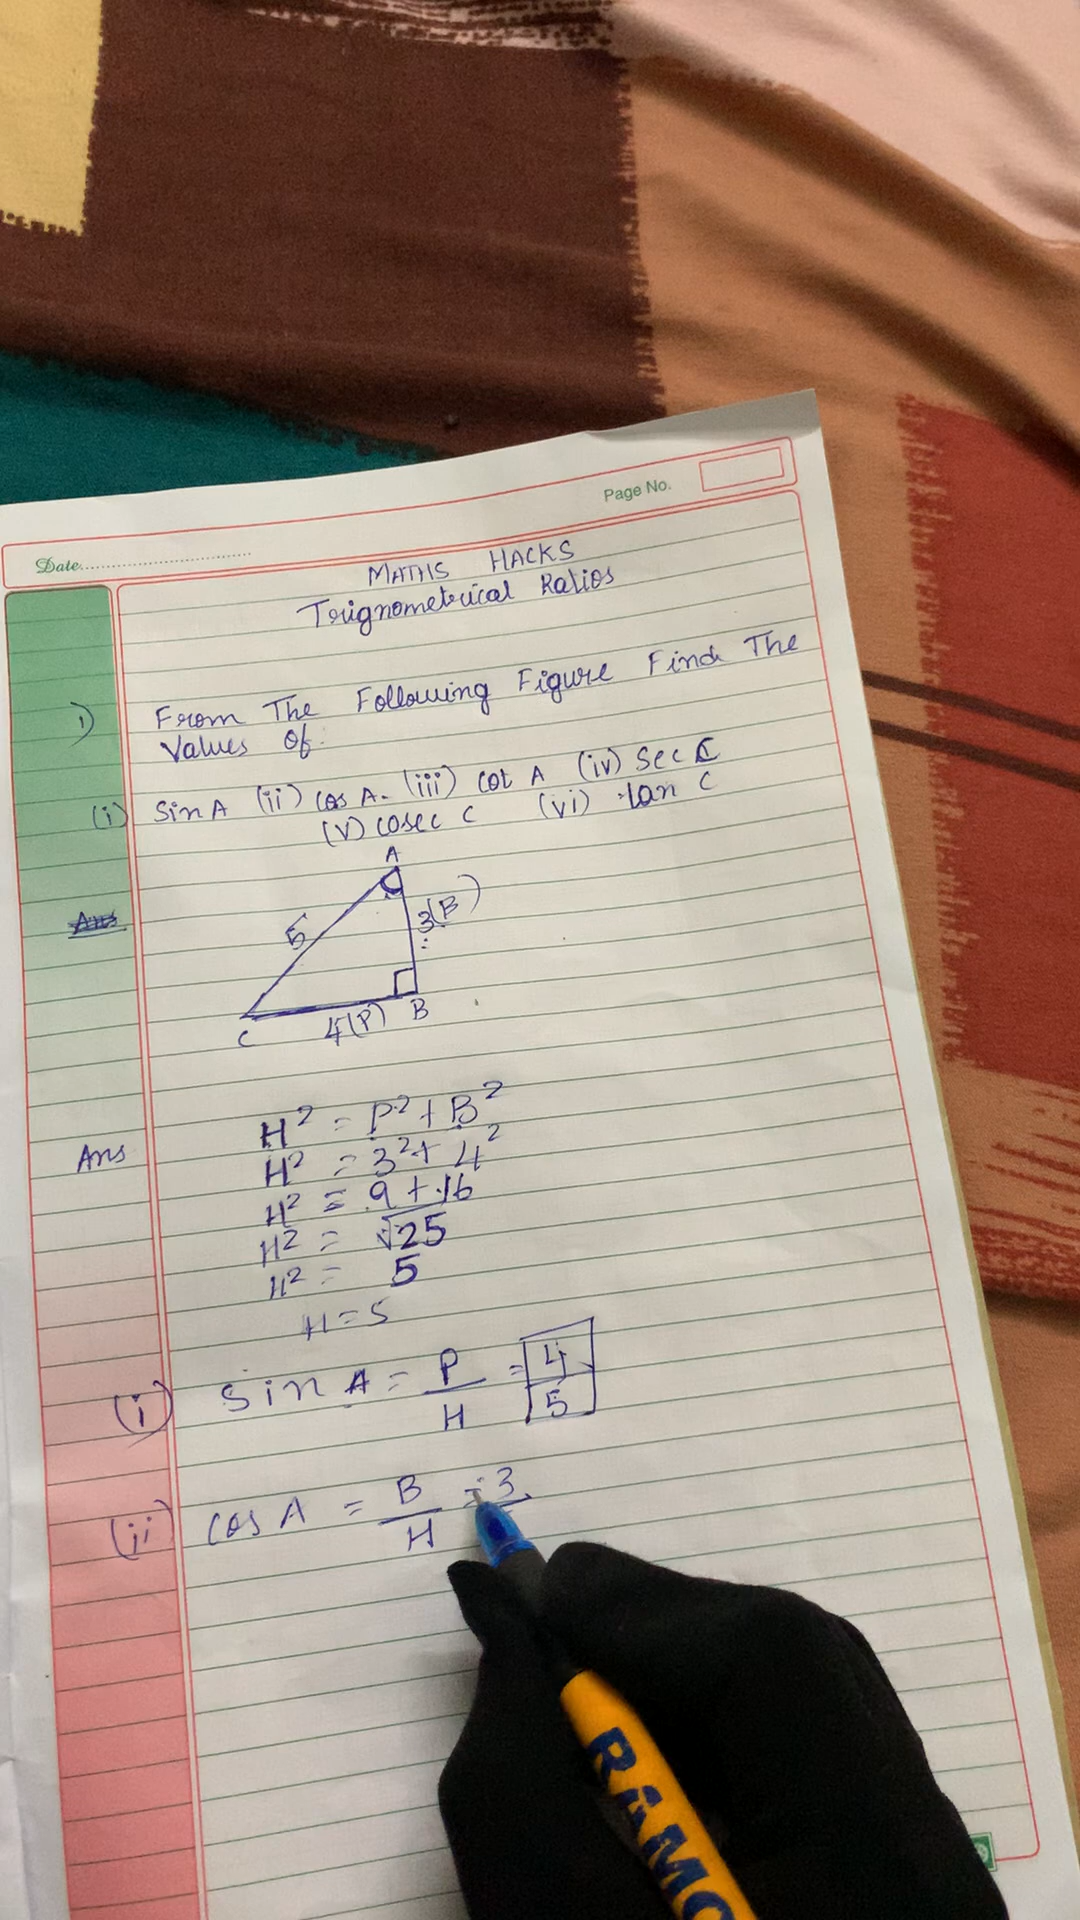 Page No.
Date
MATHS HACKS
Trignometrical Ratios
1) From The Following Figure Find The
Values Of:
(i) Sin A (ii) cos A. (iii) cot A (iv) Sec C
(v) cosec C (vi) tan C
A
Ans
5
3(B)
C
4(P)
B
Ans
H² = P² + B²
H² = 3² + 4²
H² = 9 + 16
H² = √25
H² = 5
H = 5
(i) Sin A = P/H = 4/5
(ii) cos A = B/H = 3
RAMO